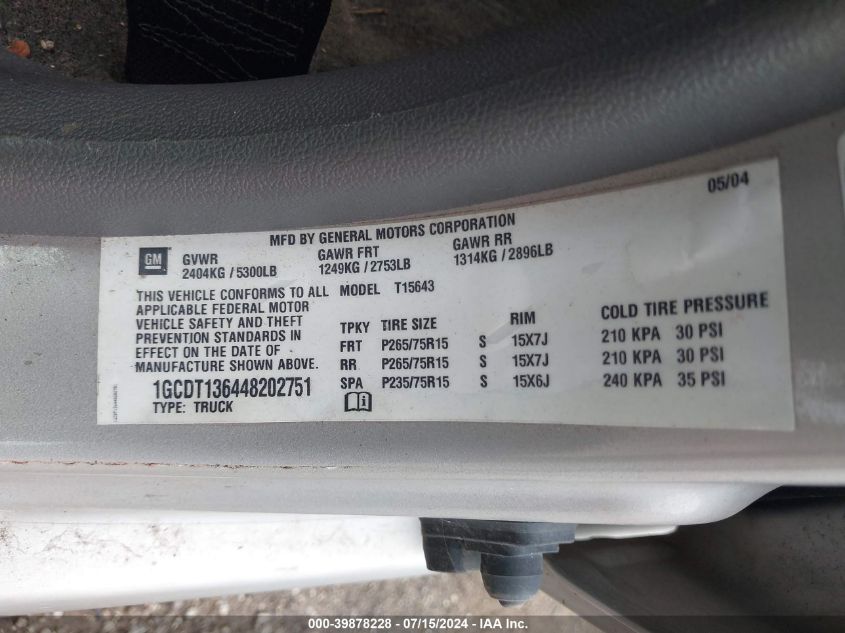 05/04
MFD BY GENERAL MOTORS CORPORATION
GM GVWR GAWR FRT GAWR RR
2404KG / 5300LB 1249KG / 2753LB 1314KG / 2896LB
THIS VEHICLE CONFORMS TO ALL MODEL T15643
APPLICABLE FEDERAL MOTOR
VEHICLE SAFETY AND THEFT
PREVENTION STANDARDS IN
EFFECT ON THE DATE OF
MANUFACTURE SHOWN ABOVE.
TPKY TIRE SIZE RIM COLD TIRE PRESSURE
FRT P265/75R15 S 15X7J 210 KPA 30 PSI
RR P265/75R15 S 15X7J 210 KPA 30 PSI
SPA P235/75R15 S 15X6J 240 KPA 35 PSI
1GCDT136448202751
TYPE: TRUCK
000-39878228 - 07/15/2024 - IAA Inc.